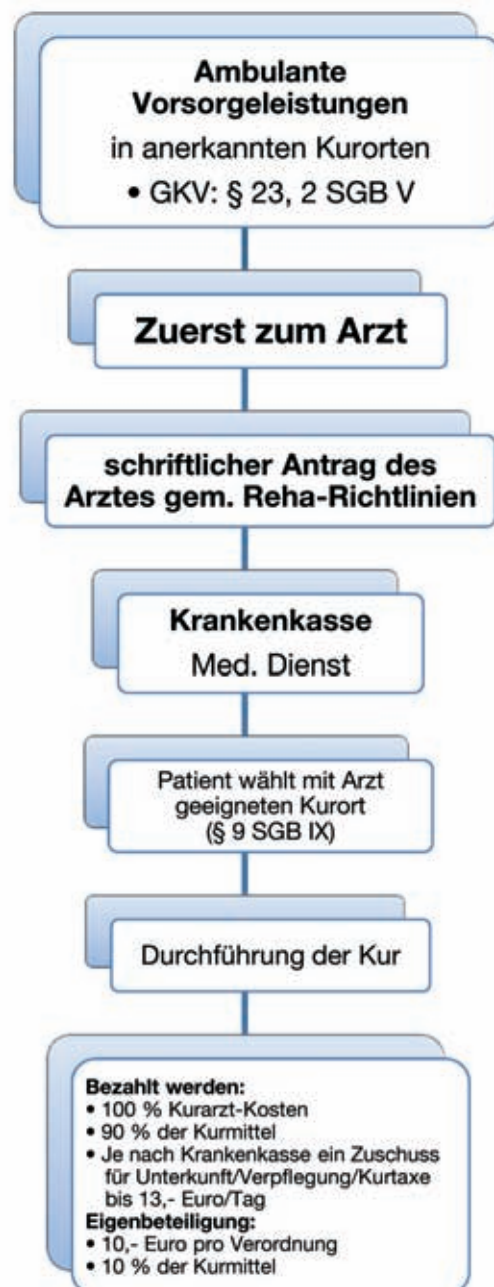 Ambulante
Vorsorgeleistungen
in anerkannten Kurorten
• GKV: § 23, 2 SGB V
Zuerst zum Arzt
schriftlicher Antrag des
Arztes gem. Reha-Richtlinien
Krankenkasse
Med. Dienst
Patient wählt mit Arzt
geeigneten Kurort
(§ 9 SGB IX)
Durchführung der Kur
Bezahlt werden:
• 100 % Kurarzt-Kosten
• 90 % der Kurmittel
• Je nach Krankenkasse ein Zuschuss
für Unterkunft/Verpflegung/Kurtaxe
bis 13,- Euro/Tag
Eigenbeteiligung:
• 10,- Euro pro Verordnung
• 10 % der Kurmittel